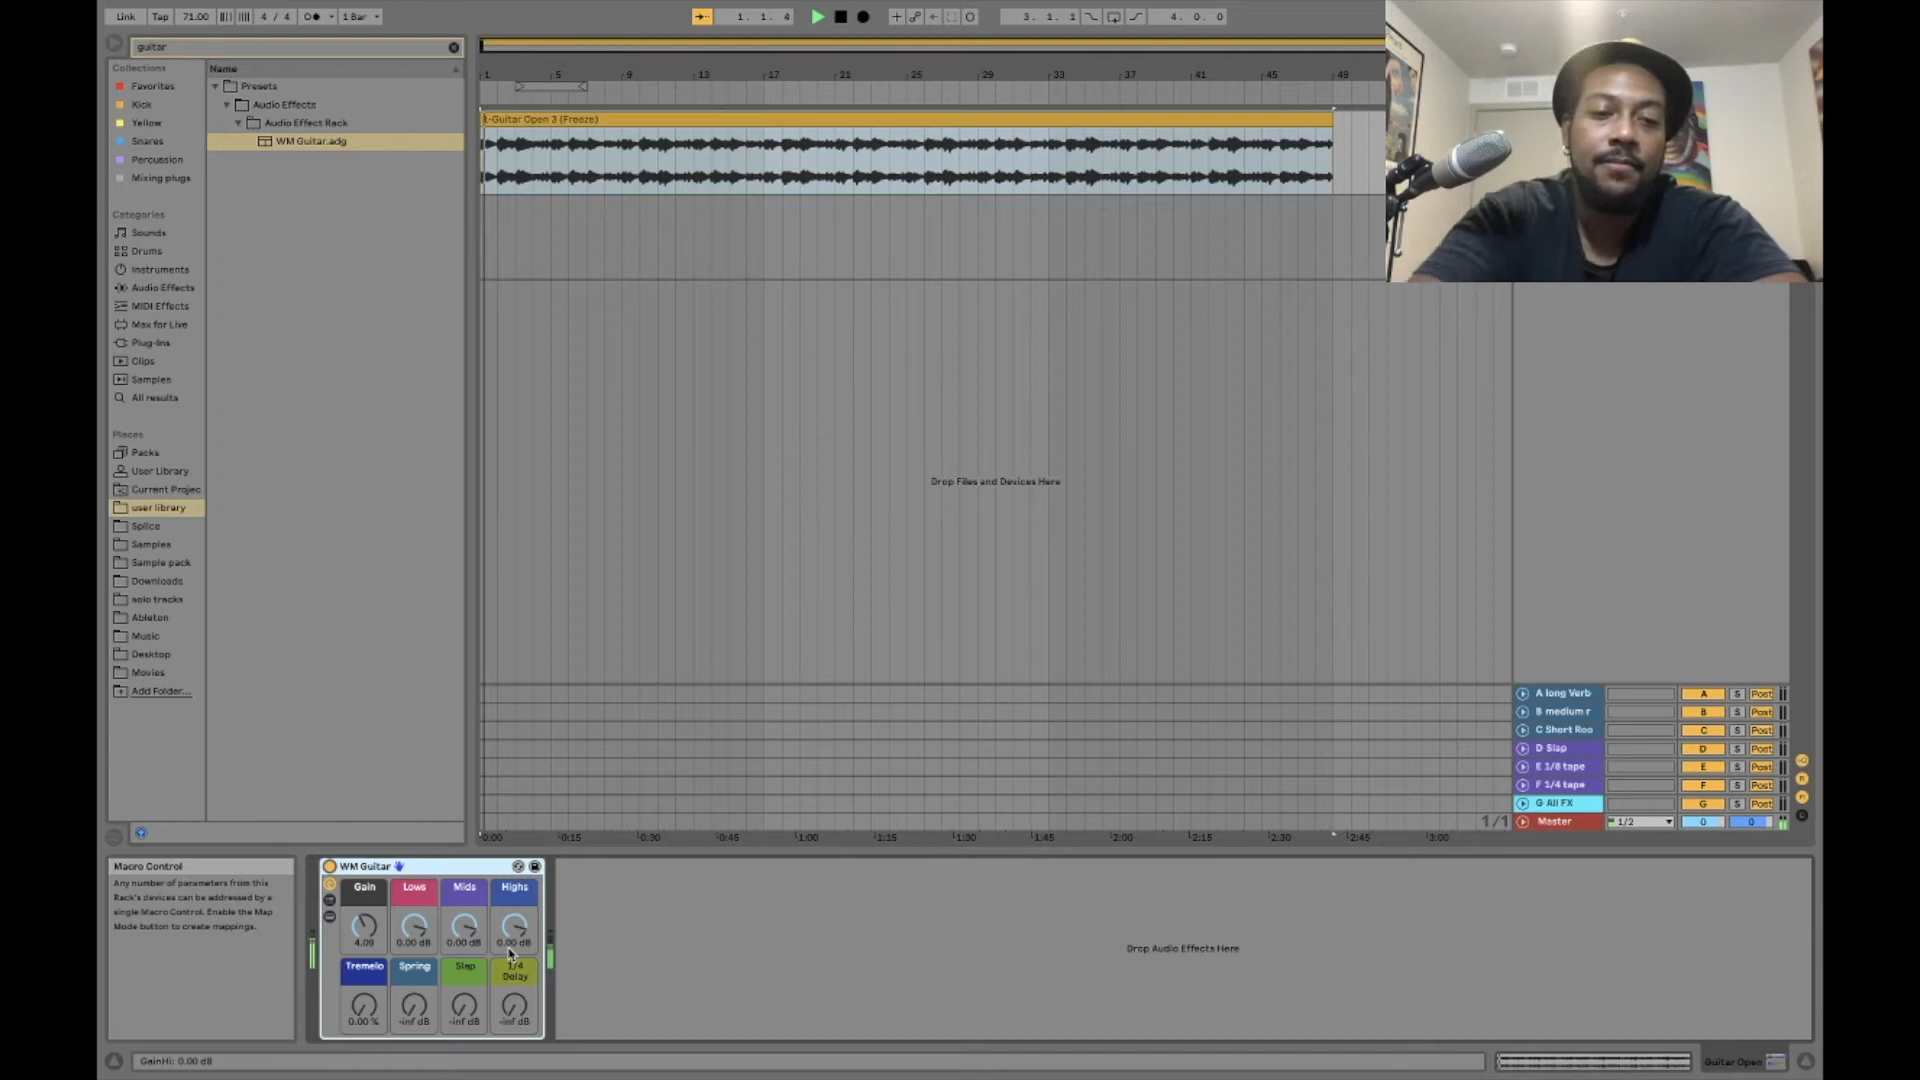 Link Tap 71.00 4 / 4 1 Bar 1. 1. 4 3. 1. 1 4. 0. 0
guitar
Collections
Favorites
Kick
Yellow
Snares
Percussion
Mixing plugs
Categories
Sounds
Drums
Instruments
Audio Effects
MIDI Effects
Max for Live
Plug-Ins
Clips
Samples
All results
Places
Packs
User Library
Current Projec
user library
Splice
Samples
Sample pack
Downloads
solo tracks
Ableton
Music
Desktop
Movies
Add Folder...
Name
Presets
Audio Effects
Audio Effect Rack
WM Guitar.adg
1 5 9 13 17 21 25 29 33 37 41 45 49
t-Guitar Open 3 (Freeze)
Drop Files and Devices Here
A long Verb A S Post
B medium r B S Post
C Short Roo C S Post
D Slap D S Post
E 1/8 tape E S Post
F 1/4 tape F S Post
G All FX G S Post
1/1 Master 1/2 0 0
0:00 0:15 0:30 0:45 1:00 1:15 1:30 1:45 2:00 2:15 2:30 2:45 3:00
Macro Control
Any number of parameters from this
Rack's devices can be addressed by a
single Macro Control. Enable the Map
Mode button to create mappings.
WM Guitar
Gain Lows Mids Highs
4.09 0.00 dB 0.00 dB 0.00 dB
Tremelo Spring Slap 1/4 Delay
0.00 % -inf dB -inf dB -inf dB
Drop Audio Effects Here
GainHi: 0.00 dB
Guitar Open